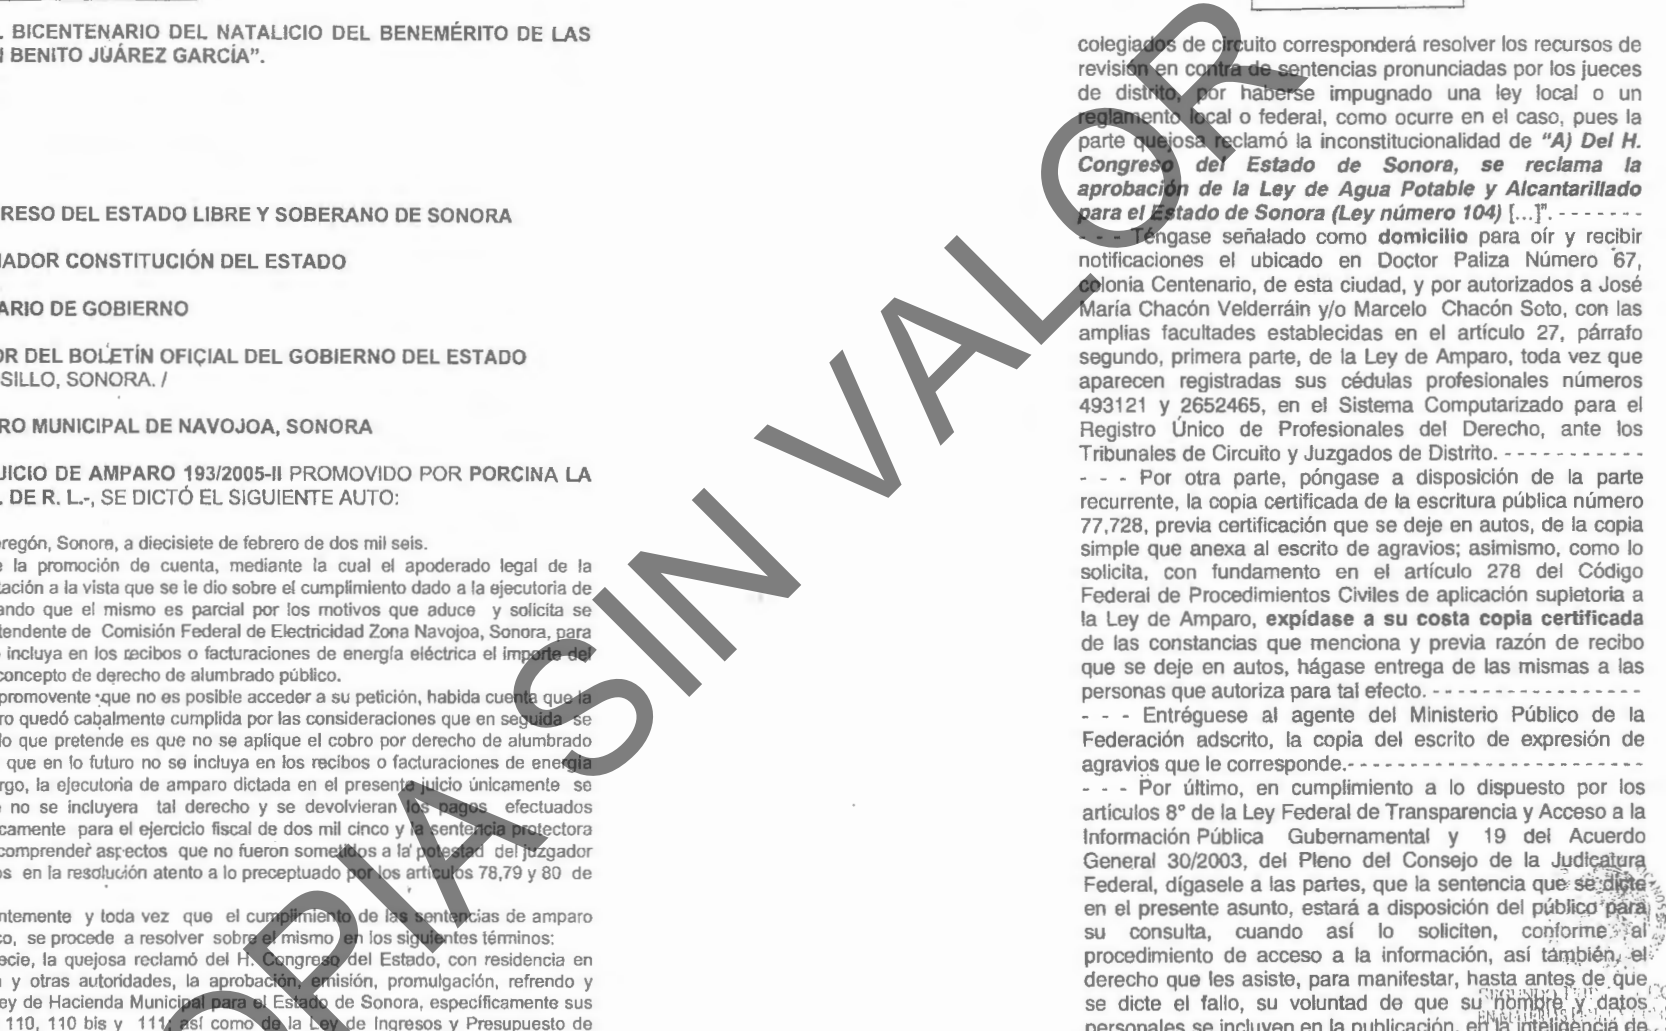 . BICENTENARIO DEL NATALICIO DEL BENEMÉRITO DE LAS
BENITO JUÁREZ GARCÍA".
RESO DEL ESTADO LIBRE Y SOBERANO DE SONORA
ADOR CONSTITUCIÓN DEL ESTADO
ARIO DE GOBIERNO
OR DEL BOLETÍN OFICIAL DEL GOBIERNO DEL ESTADO
SILLO, SONORA. /
RO MUNICIPAL DE NAVOJOA, SONORA
UICIO DE AMPARO 193/2005-II PROMOVIDO POR PORCINA LA
. DE R. L.-, SE DICTÓ EL SIGUIENTE AUTO:
regón, Sonora, a diecisiete de febrero de dos mil seis.
e la promoción de cuenta, mediante la cual el apoderado legal de la
tación a la vista que se le dio sobre el cumplimiento dado a la ejecutoria de
ando que el mismo es parcial por los motivos que aduce y solicita se
tendente de Comisión Federal de Electricidad Zona Navojoa, Sonora, para
incluya en los recibos o facturaciones de energía eléctrica el importe del
concepto de derecho de alumbrado público.
promovente que no es posible acceder a su petición, habida cuenta que la
ro quedó cabalmente cumplida por las consideraciones que en seguida se
lo que pretende es que no se aplique el cobro por derecho de alumbrado
que en lo futuro no se incluya en los recibos o facturaciones de energía
rgo, la ejecutoria de amparo dictada en el presente juicio únicamente se
no se incluyera tal derecho y se devolvieran los pagos efectuados
camente para el ejercicio fiscal de dos mil cinco y la sentencia protectora
comprender aspectos que no fueron sometidos a la potestad del juzgador
os en la resolución atento a lo preceptuado por los artículos 78,79 y 80 de
ntemente y toda vez que el cumplimiento de las sentencias de amparo
co, se procede a resolver sobre el mismo en los siguientes términos:
ecie, la quejosa reclamó del H. Congreso del Estado, con residencia en
y otras autoridades, la aprobación, emisión, promulgación, refrendo y
ey de Hacienda Municipal para el Estado de Sonora, específicamente sus
110, 110 bis y 111; así como de la Ley de Ingresos y Presupuesto de
colegiados de circuito corresponderá resolver los recursos de
revisión en contra de sentencias pronunciadas por los jueces
de distrito, por haberse impugnado una ley local o un
reglamento local o federal, como ocurre en el caso, pues la
parte quejosa reclamó la inconstitucionalidad de "A) Del H.
Congreso del Estado de Sonora, se reclama la
aprobación de la Ley de Agua Potable y Alcantarillado
para el Estado de Sonora (Ley número 104) [...]". - - - - - - -
- - - Téngase señalado como domicilio para oír y recibir
notificaciones el ubicado en Doctor Paliza Número 67,
colonia Centenario, de esta ciudad, y por autorizados a José
María Chacón Velderráin y/o Marcelo Chacón Soto, con las
amplias facultades establecidas en el artículo 27, párrafo
segundo, primera parte, de la Ley de Amparo, toda vez que
aparecen registradas sus cédulas profesionales números
493121 y 2652465, en el Sistema Computarizado para el
Registro Único de Profesionales del Derecho, ante los
Tribunales de Circuito y Juzgados de Distrito. - - - - - - - - - - -
- - - Por otra parte, póngase a disposición de la parte
recurrente, la copia certificada de la escritura pública número
77,728, previa certificación que se deje en autos, de la copia
simple que anexa al escrito de agravios; asimismo, como lo
solicita, con fundamento en el artículo 278 del Código
Federal de Procedimientos Civiles de aplicación supletoria a
la Ley de Amparo, expídase a su costa copia certificada
de las constancias que menciona y previa razón de recibo
que se deje en autos, hágase entrega de las mismas a las
personas que autoriza para tal efecto. - - - - - - - - - - - - - - - - -
- - - Entréguese al agente del Ministerio Público de la
Federación adscrito, la copia del escrito de expresión de
agravios que le corresponde.- - - - - - - - - - - - - - - - - - - - - - - -
- - - Por último, en cumplimiento a lo dispuesto por los
artículos 8° de la Ley Federal de Transparencia y Acceso a la
Información Pública Gubernamental y 19 del Acuerdo
General 30/2003, del Pleno del Consejo de la Judicatura
Federal, dígasele a las partes, que la sentencia que se dicte
en el presente asunto, estará a disposición del público para
su consulta, cuando así lo soliciten, conforme al
procedimiento de acceso a la información, así también, el
derecho que les asiste, para manifestar, hasta antes de que
se dicte el fallo, su voluntad de que su nombre y datos
personales se incluyen en la publicación, en la inteligencia de
OPIA SIN VALOR